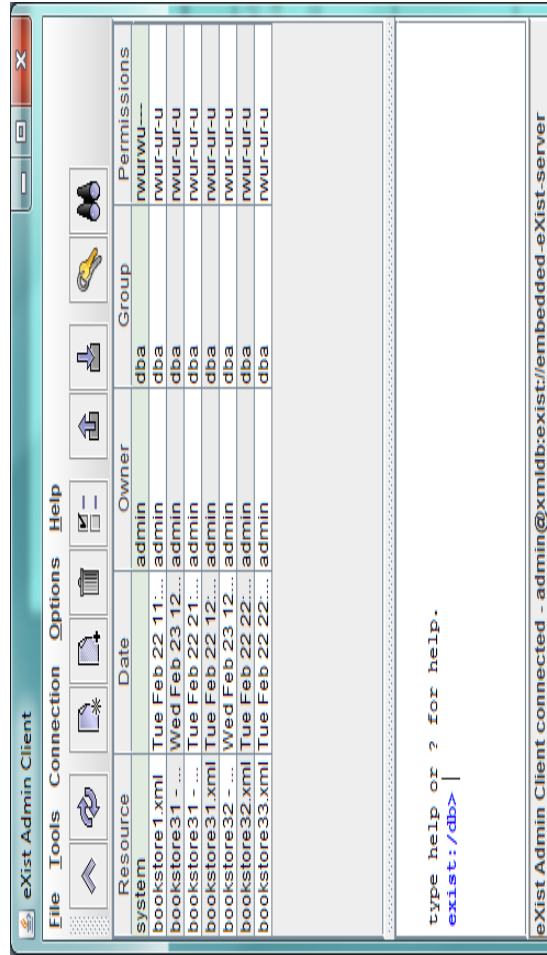 eXist Admin Client
File Tools Connection Options Help
Resource Date Owner Group Permissions
system admin dba rwurwu---
bookstore1.xml Tue Feb 22 11:... admin dba rwur-ur-u
bookstore31 - ... Wed Feb 23 12... admin dba rwur-ur-u
bookstore31 - ... Tue Feb 22 21:... admin dba rwur-ur-u
bookstore31.xml Tue Feb 22 12:... admin dba rwur-ur-u
bookstore32 - ... Wed Feb 23 12... admin dba rwur-ur-u
bookstore32.xml Tue Feb 22 22:... admin dba rwur-ur-u
bookstore33.xml Tue Feb 22 22:... admin dba rwur-ur-u
type help or ? for help.
exist:/db>
eXist Admin Client connected - admin@xmldb:exist://embedded-eXist-server